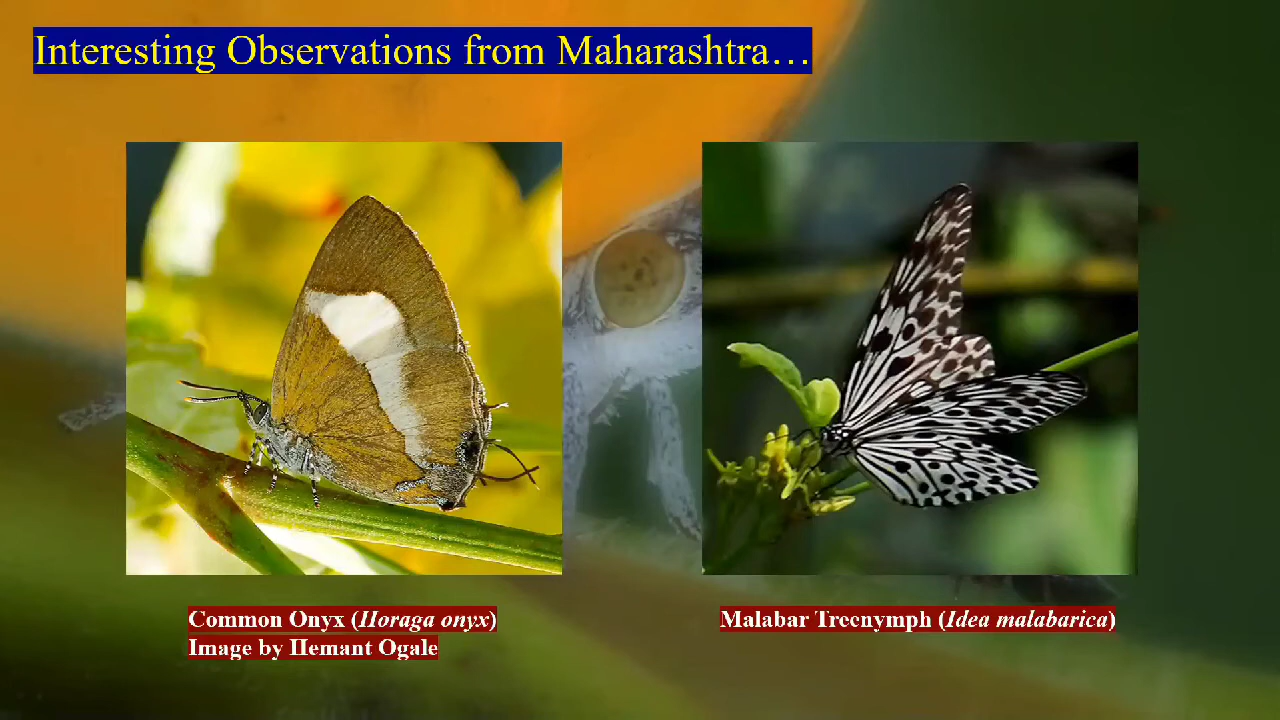 Interesting Observations from Maharashtra...
Common Onyx (Horaga onyx)
Image by Hemant Ogale
Malabar Treenymph (Idea malabarica)